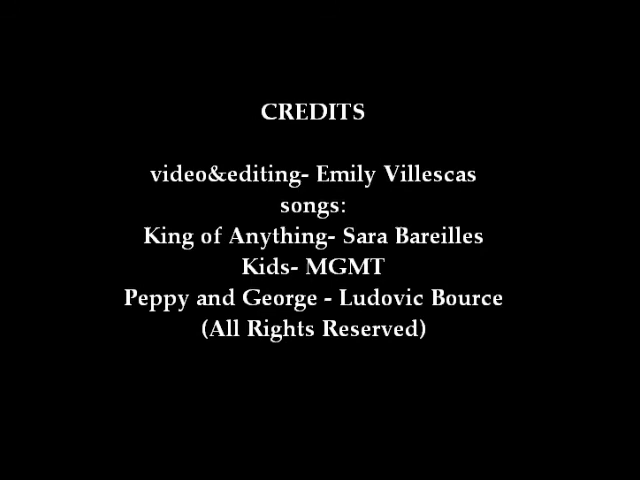 CREDITS
video&editing- Emily Villescas
songs:
King of Anything- Sara Bareilles
Kids- MGMT
Peppy and George - Ludovic Bource
(All Rights Reserved)